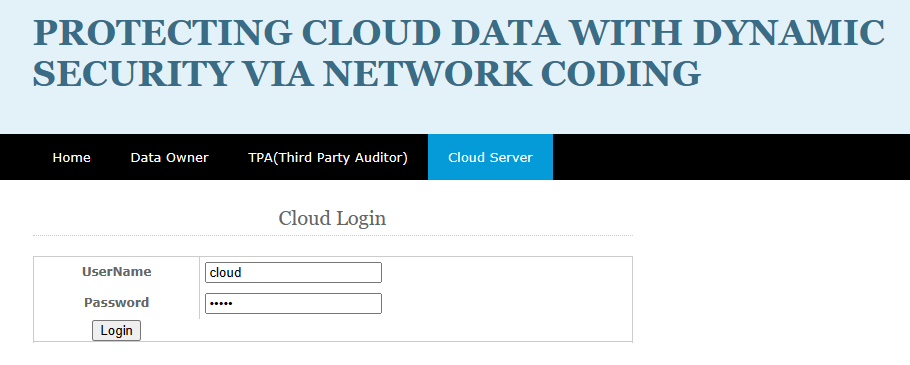 PROTECTING CLOUD DATA WITH DYNAMIC
SECURITY VIA NETWORK CODING
Home Data Owner TPA(Third Party Auditor) Cloud Server
Cloud Login
UserName cloud
Password •••••
Login